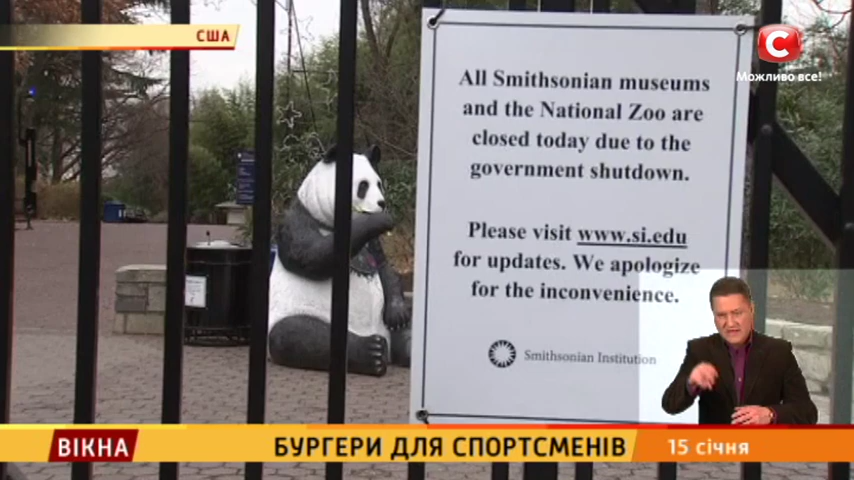 США
Можливо все!
All Smithsonian museums
and the National Zoo are
closed today due to the
government shutdown.
Please visit www.si.edu
for updates. We apologize
for the inconvenience.
Smithsonian Institution
ВІКНА
БУРГЕРИ ДЛЯ СПОРТСМЕНІВ
15 січня